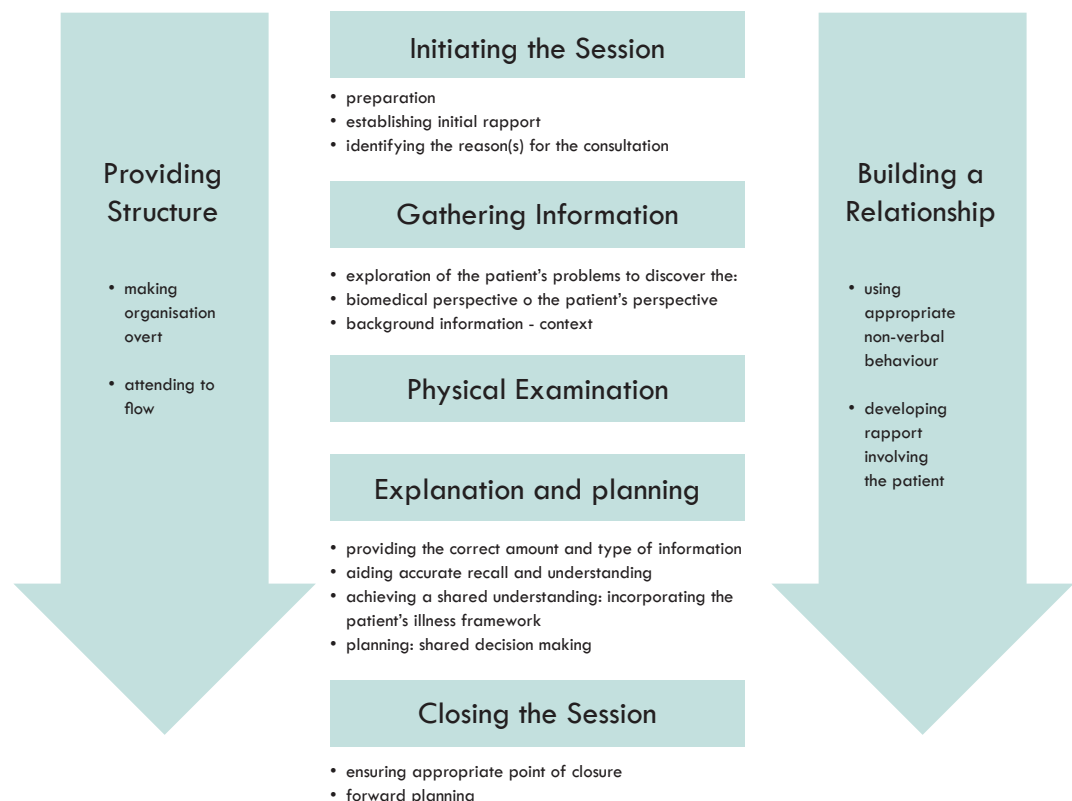 Providing
Structure
• making
organisation
overt
• attending to
flow
Initiating the Session
• preparation
• establishing initial rapport
• identifying the reason(s) for the consultation
Gathering Information
• exploration of the patient's problems to discover the:
• biomedical perspective o the patient's perspective
• background information - context
Physical Examination
Explanation and planning
• providing the correct amount and type of information
• aiding accurate recall and understanding
• achieving a shared understanding: incorporating the
patient's illness framework
• planning: shared decision making
Closing the Session
• ensuring appropriate point of closure
• forward planning
Building a
Relationship
• using
appropriate
non-verbal
behaviour
• developing
rapport
involving
the patient